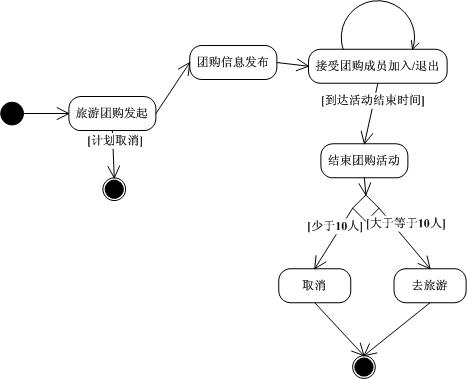 团购信息发布
接受团购成员加入/退出
旅游团购发起
[到达活动结束时间]
[计划取消]
结束团购活动
[少于10人]
[大于等于10人]
取消
去旅游